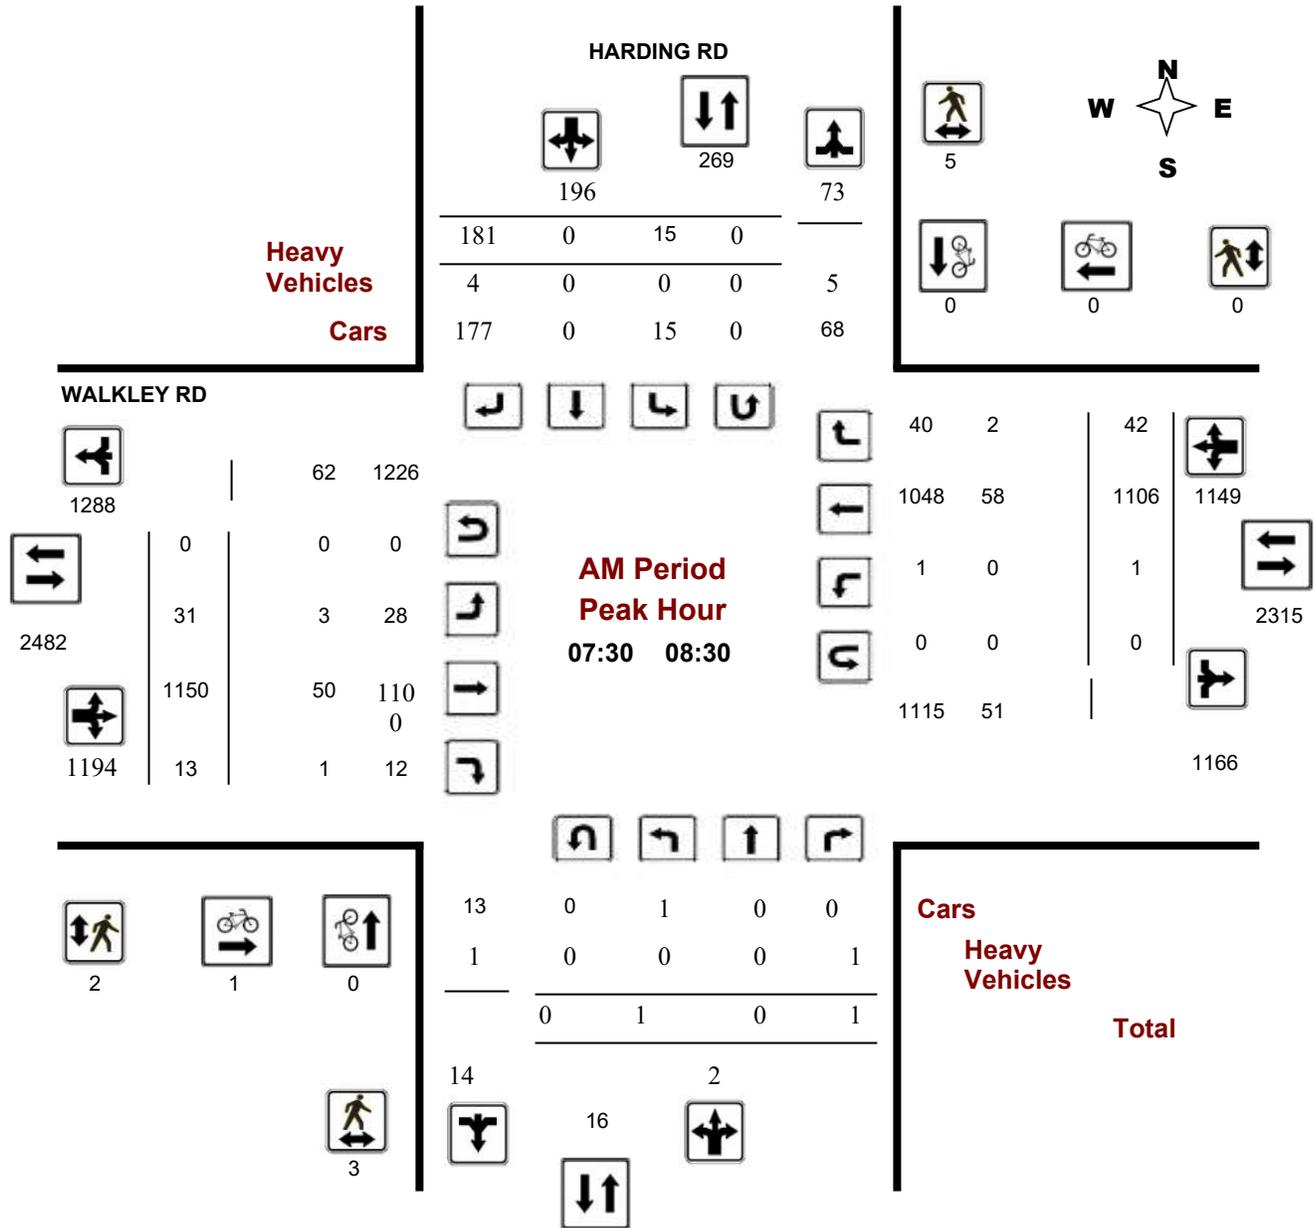 HARDING RD
N
W E
S
269
5
196 73
181 0 15 0
Heavy
Vehicles
4 0 0 0 5
0 0 0
Cars
177 0 15 0 68
WALKLEY RD
40 2 42
62 1226
1288
1048 58 1106 1149
0 0 0
AM Period
1 0 1
Peak Hour
31 3 28
2315
2482
07:30 08:30
0 0 0
1150 50 110
0
1115 51
1194 13 1 12
1166
13 0 1 0 0
Cars
1 0 0 0 1
Heavy
Vehicles
2 1 0
0 1 0 1
Total
14 2
16
3